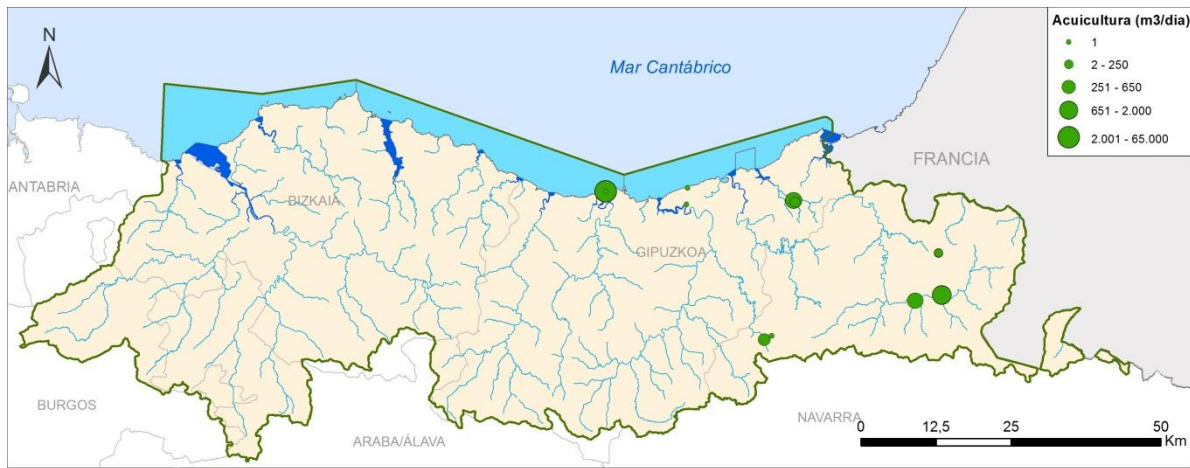 N
Mar Cantábrico
Acuicultura (m3/dia)
1
2 - 250
251 - 650
651 - 2.000
2.001 - 65.000
FRANCIA
ANTABRIA
BIZKAIA
GIPUZKOA
BURGOS
ARABA/ÁLAVA
NAVARRA
0 12,5 25 50
Km